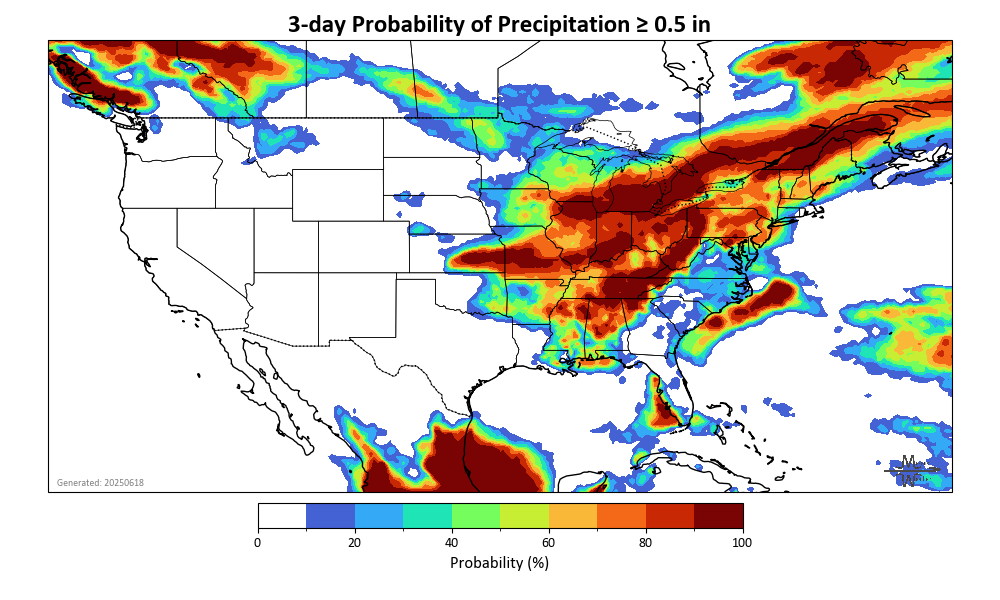 3-day Probability of Precipitation ≥ 0.5 in
Generated: 20250618
0 20 40 60 80 100
Probability (%)